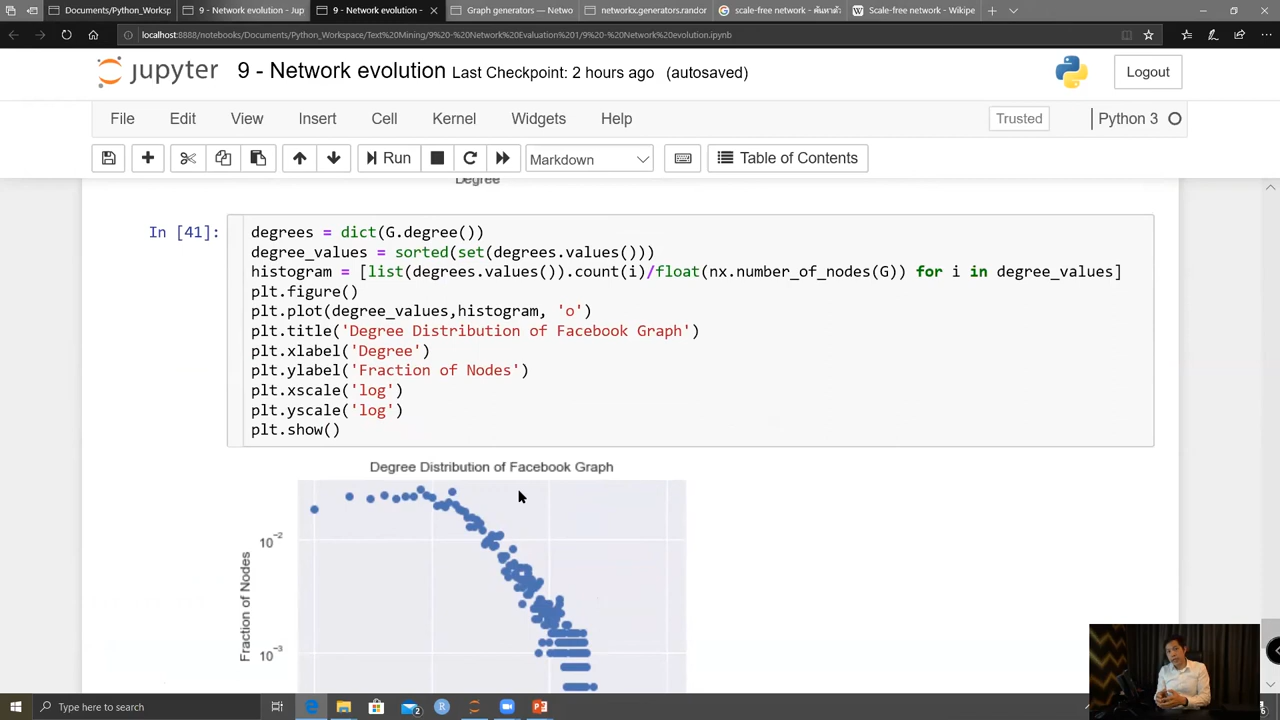 Documents/Python_Worksp
9 - Network evolution - Jup
9 - Network evolution -
Graph generators — Netwo
networkx.generators.randor
scale-free network - ค้นหาด้ว
Scale-free network - Wikipe
localhost:8888/notebooks/Documents/Python_Workspace/Text%20Mining/9%20-%20Network%20Evaluation%201/9%20-%20Network%20evolution.ipynb
jupyter 9 - Network evolution Last Checkpoint: 2 hours ago (autosaved)
Logout
File Edit View Insert Cell Kernel Widgets Help
Trusted
Python 3
Run
Markdown
Table of Contents
Degree
In [41]:
degrees = dict(G.degree())
degree_values = sorted(set(degrees.values()))
histogram = [list(degrees.values()).count(i)/float(nx.number_of_nodes(G)) for i in degree_values]
plt.figure()
plt.plot(degree_values,histogram, 'o')
plt.title('Degree Distribution of Facebook Graph')
plt.xlabel('Degree')
plt.ylabel('Fraction of Nodes')
plt.xscale('log')
plt.yscale('log')
plt.show()
Degree Distribution of Facebook Graph
10⁻²
Fraction of Nodes
10⁻³
Type here to search